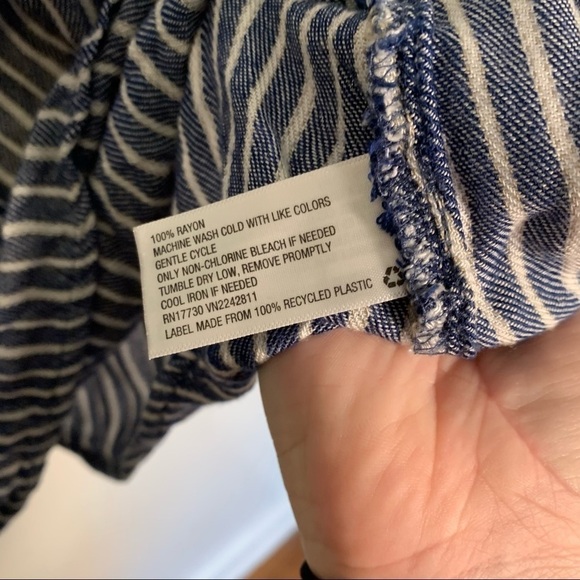 100% RAYON
MACHINE WASH COLD WITH LIKE COLORS
GENTLE CYCLE
ONLY NON-CHLORINE BLEACH IF NEEDED
TUMBLE DRY LOW, REMOVE PROMPTLY
COOL IRON IF NEEDED
RN17730 VN2242811
LABEL MADE FROM 100% RECYCLED PLASTIC